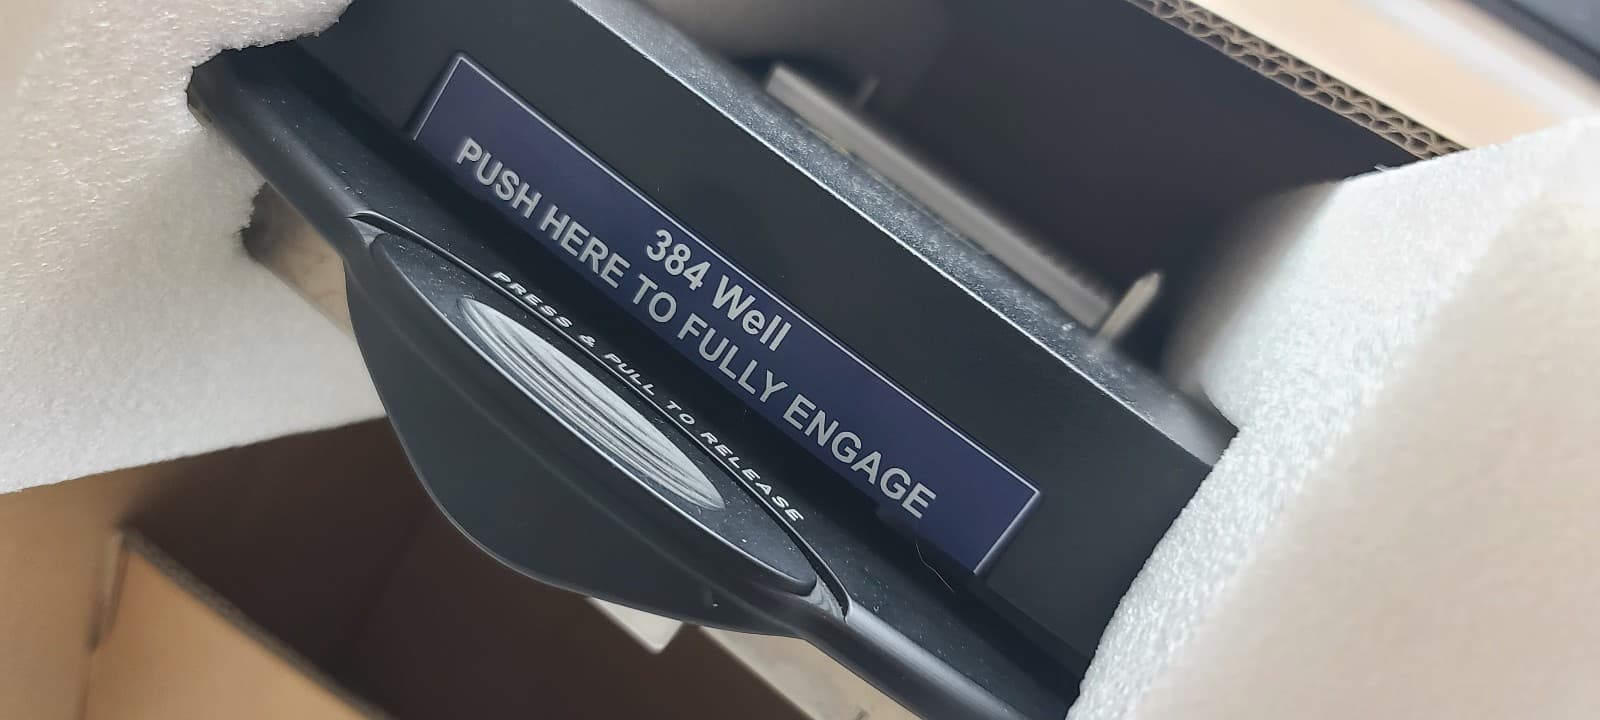 384 Well
PUSH HERE TO FULLY ENGAGE
PRESS & PULL TO RELEASE